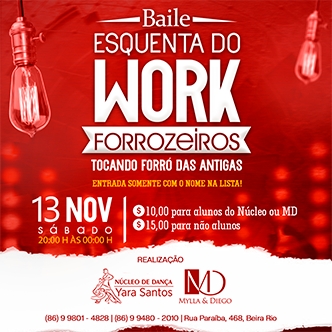 Baile
ESQUENTA DO
WORK
FORROZEIROS
TOCANDO FORRÓ DAS ANTIGAS
ENTRADA SOMENTE COM O NOME NA LISTA!
13 NOV
SÁBADO
20:00 H ÀS 00:00 H
$ 10,00 para alunos do Núcleo ou MD
$ 15,00 para não alunos
REALIZAÇÃO
NÚCLEO DE DANÇA
Yara Santos
MD
MYLLA & DIEGO
(86) 9 9801 - 4828 | (86) 9 9480 - 2010 | Rua Paraíba, 468, Beira Rio